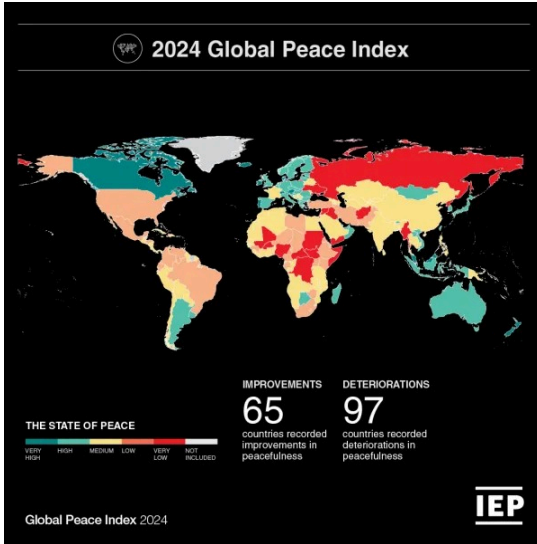 2024 Global Peace Index
IMPROVEMENTS
65
countries recorded
improvements in
peacefulness
DETERIORATIONS
97
countries recorded
deteriorations in
peacefulness
THE STATE OF PEACE
VERY
HIGH
HIGH
MEDIUM
LOW
VERY
LOW
NOT
INCLUDED
Global Peace Index 2024
IEP